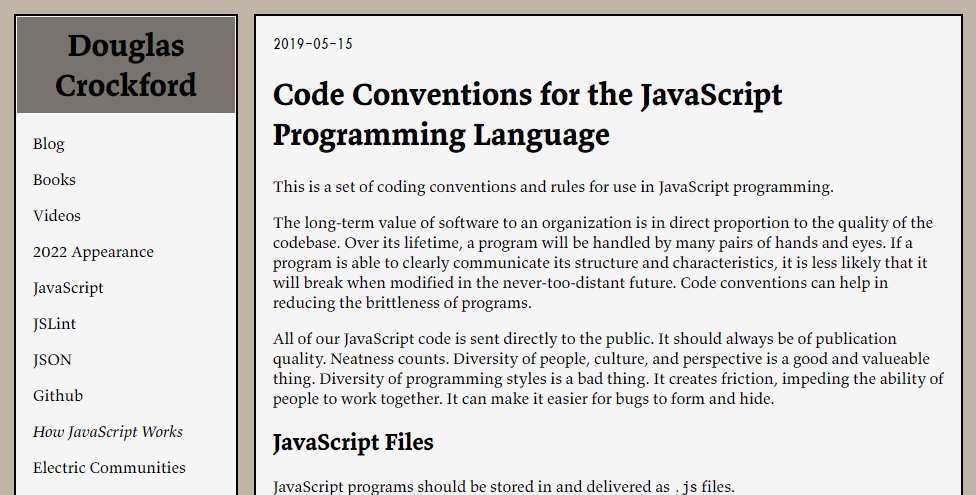 Douglas
Crockford
Blog
Books
Videos
2022 Appearance
JavaScript
JSLint
JSON
Github
How JavaScript Works
Electric Communities
2019-05-15
Code Conventions for the JavaScript
Programming Language
This is a set of coding conventions and rules for use in JavaScript programming.
The long-term value of software to an organization is in direct proportion to the quality of the
codebase. Over its lifetime, a program will be handled by many pairs of hands and eyes. If a
program is able to clearly communicate its structure and characteristics, it is less likely that it
will break when modified in the never-too-distant future. Code conventions can help in
reducing the brittleness of programs.
All of our JavaScript code is sent directly to the public. It should always be of publication
quality. Neatness counts. Diversity of people, culture, and perspective is a good and valueable
thing. Diversity of programming styles is a bad thing. It creates friction, impeding the ability of
people to work together. It can make it easier for bugs to form and hide.
JavaScript Files
JavaScript programs should be stored in and delivered as .js files.